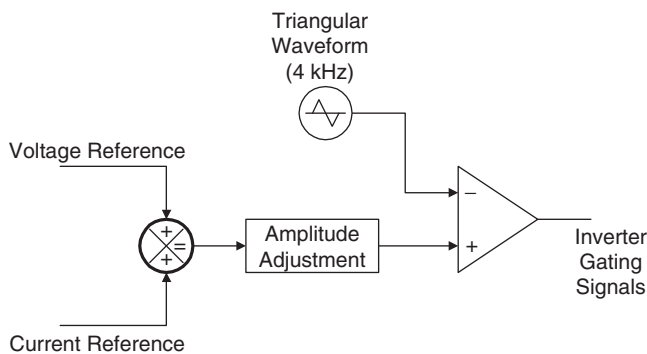 Triangular
Waveform
(4 kHz)
Voltage Reference
−
+
=
+
Amplitude
Adjustment
+
Inverter
Gating
Signals
Current Reference